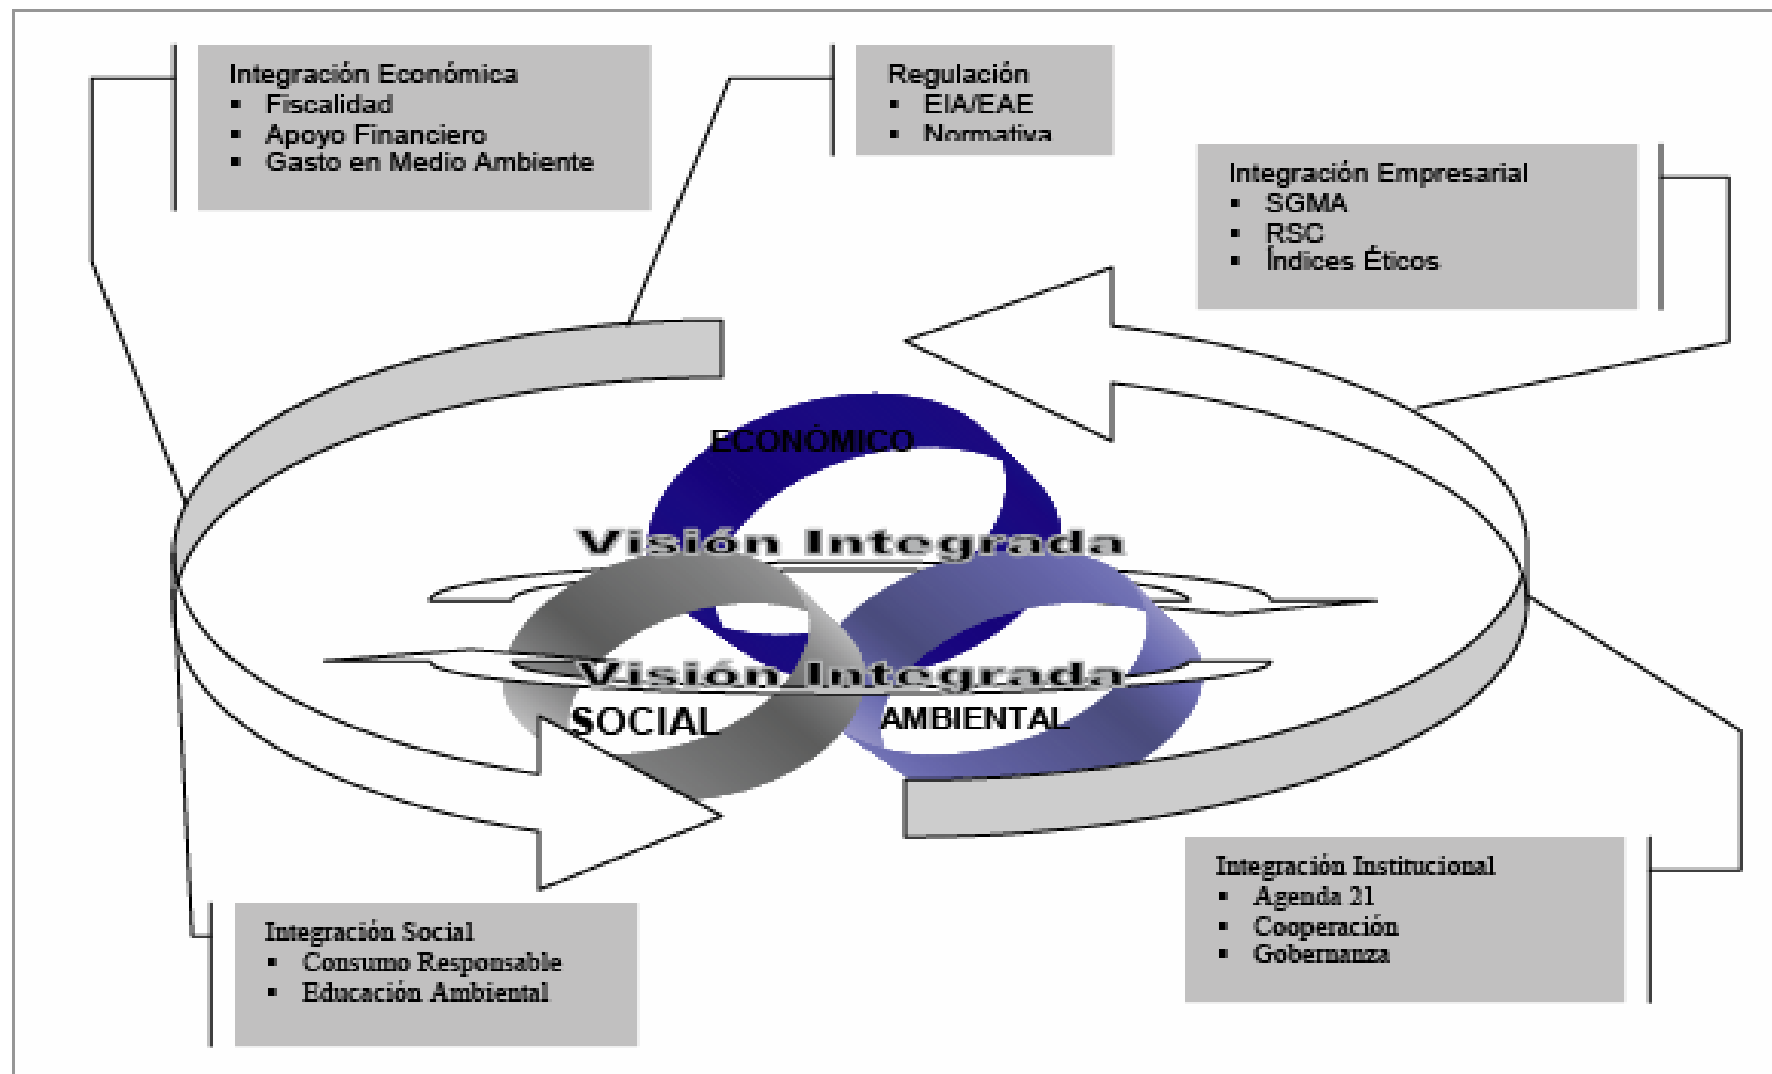 Integración Económica
▪ Fiscalidad
▪ Apoyo Financiero
▪ Gasto en Medio Ambiente
Regulación
▪ EIA/EAE
▪ Normativa
Integración Empresarial
▪ SGMA
▪ RSC
▪ Índices Éticos
ECONÓMICO
Visión Integrada
Visión Integrada
SOCIAL
AMBIENTAL
Integración Social
▪ Consumo Responsable
▪ Educación Ambiental
Integración Institucional
▪ Agenda 21
▪ Cooperación
▪ Gobernanza